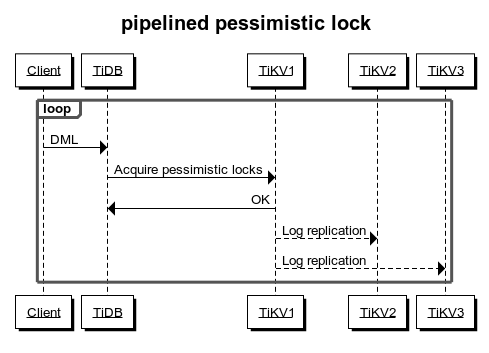 pipelined pessimistic lock
Client TiDB TiKV1 TiKV2 TiKV3
loop
DML
Acquire pessimistic locks
OK
Log replication
Log replication
Client TiDB TiKV1 TiKV2 TiKV3